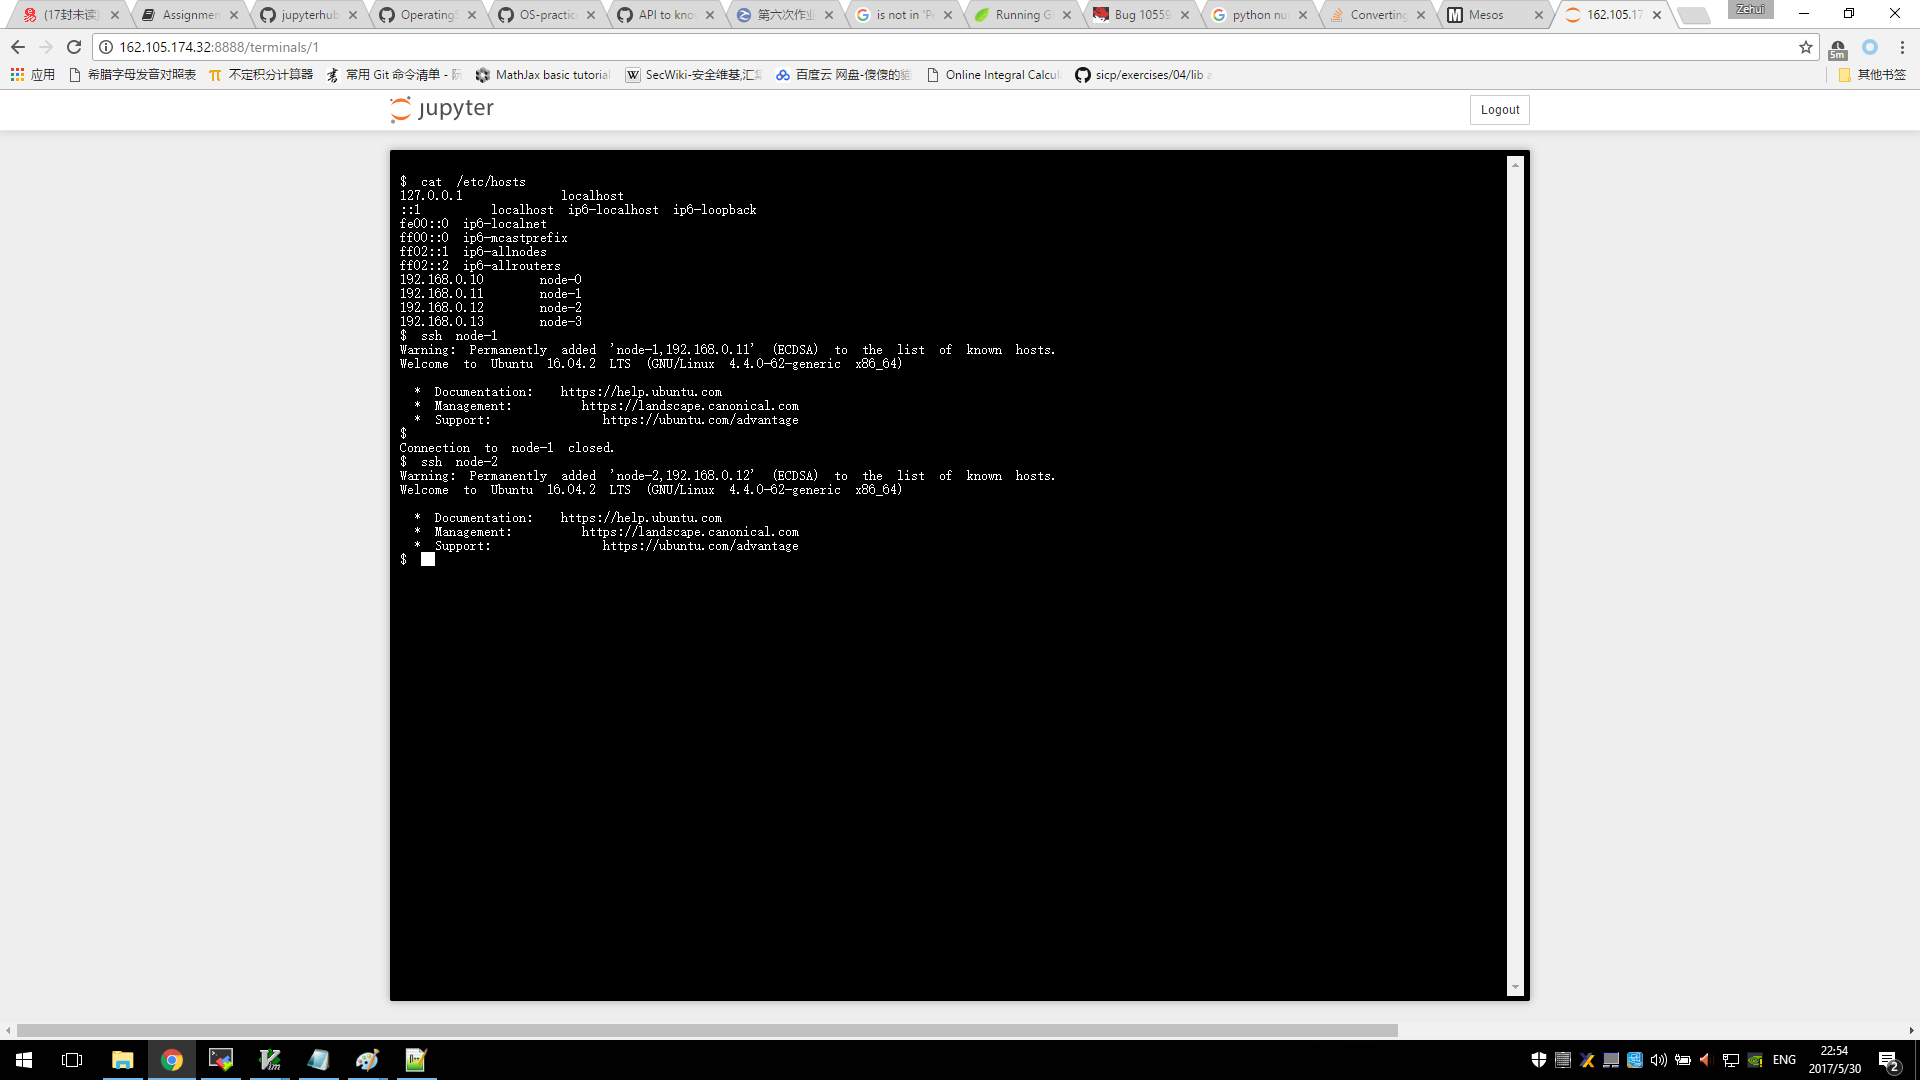 (17封未读) Assignmen jupyterhub Operating OS-practic API to kno 第六次作业 is not in 'P Running G Bug 10559 python nu Converting Mesos 162.105.17 Zehui
162.105.174.32:8888/terminals/1
5m
应用 希腊字母发音对照表 不定积分计算器 常用 Git 命令清单 - 阮 MathJax basic tutorial SecWiki-安全维基,汇集 百度云 网盘-傻傻的貓 Online Integral Calcul sicp/exercises/04/lib a 其他书签
jupyter Logout
$ cat /etc/hosts
127.0.0.1 localhost
::1 localhost ip6-localhost ip6-loopback
fe00::0 ip6-localnet
ff00::0 ip6-mcastprefix
ff02::1 ip6-allnodes
ff02::2 ip6-allrouters
192.168.0.10 node-0
192.168.0.11 node-1
192.168.0.12 node-2
192.168.0.13 node-3
$ ssh node-1
Warning: Permanently added 'node-1,192.168.0.11' (ECDSA) to the list of known hosts.
Welcome to Ubuntu 16.04.2 LTS (GNU/Linux 4.4.0-62-generic x86_64)
* Documentation: https://help.ubuntu.com
* Management: https://landscape.canonical.com
* Support: https://ubuntu.com/advantage
$
Connection to node-1 closed.
$ ssh node-2
Warning: Permanently added 'node-2,192.168.0.12' (ECDSA) to the list of known hosts.
Welcome to Ubuntu 16.04.2 LTS (GNU/Linux 4.4.0-62-generic x86_64)
* Documentation: https://help.ubuntu.com
* Management: https://landscape.canonical.com
* Support: https://ubuntu.com/advantage
$
ENG 22:54
2017/5/30 2